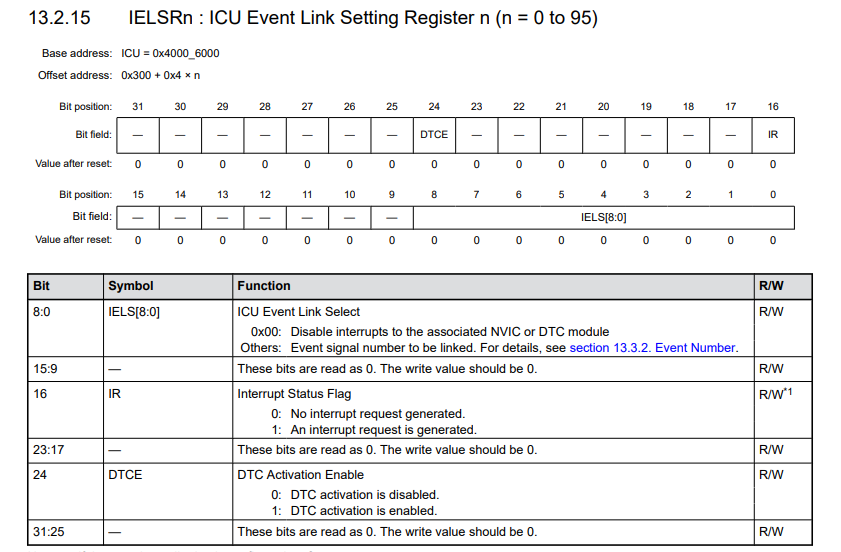 13.2.15 IELSRn : ICU Event Link Setting Register n (n = 0 to 95)
Base address: ICU = 0x4000_6000
Offset address: 0x300 + 0x4 × n
Bit position: 31 30 29 28 27 26 25 24 23 22 21 20 19 18 17 16
Bit field: — — — — — — — DTCE — — — — — — — IR
Value after reset: 0 0 0 0 0 0 0 0 0 0 0 0 0 0 0 0
Bit position: 15 14 13 12 11 10 9 8 7 6 5 4 3 2 1 0
Bit field: — — — — — — — IELS[8:0]
Value after reset: 0 0 0 0 0 0 0 0 0 0 0 0 0 0 0 0
Bit Symbol Function R/W
8:0 IELS[8:0] ICU Event Link Select R/W
0x00: Disable interrupts to the associated NVIC or DTC module
Others: Event signal number to be linked. For details, see section 13.3.2. Event Number.
15:9 — These bits are read as 0. The write value should be 0. R/W
16 IR Interrupt Status Flag R/W*1
0: No interrupt request generated.
1: An interrupt request is generated.
23:17 — These bits are read as 0. The write value should be 0. R/W
24 DTCE DTC Activation Enable R/W
0: DTC activation is disabled.
1: DTC activation is enabled.
31:25 — These bits are read as 0. The write value should be 0. R/W